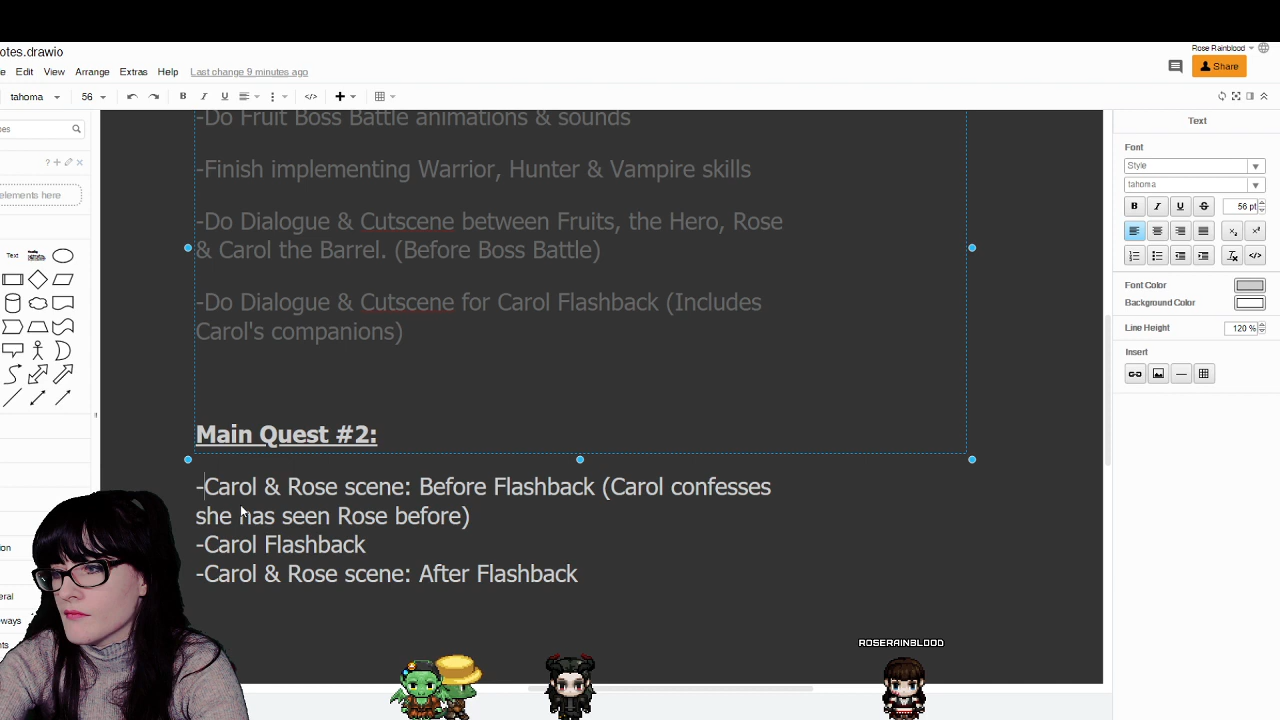 otes.drawio
Rose Rainblood
Edit View Arrange Extras Help Last change 9 minutes ago
Share
tahoma 56 B I U </>
Text
-Do Fruit Boss Battle animations & sounds
Font
Style
-Finish implementing Warrior, Hunter & Vampire skills
tahoma
elements here
B I U S 56 pt
-Do Dialogue & Cutscene between Fruits, the Hero, Rose
& Carol the Barrel. (Before Boss Battle)
Text
Font Color
-Do Dialogue & Cutscene for Carol Flashback (Includes
Background Color
Carol's companions)
Line Height 120 %
Insert
Main Quest #2:
-Carol & Rose scene: Before Flashback (Carol confesses
she has seen Rose before)
-Carol Flashback
-Carol & Rose scene: After Flashback
ROSERAINBLOOD